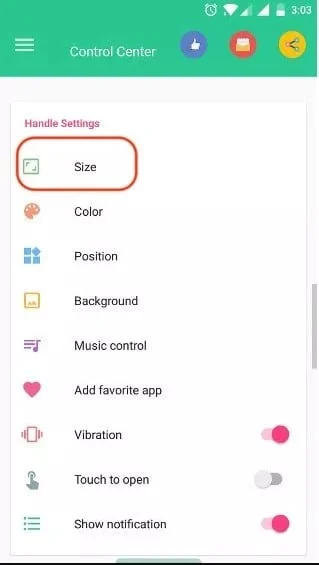 3:03
Control Center
Handle Settings
Size
Color
Position
Background
Music control
Add favorite app
Vibration
Touch to open
Show notification